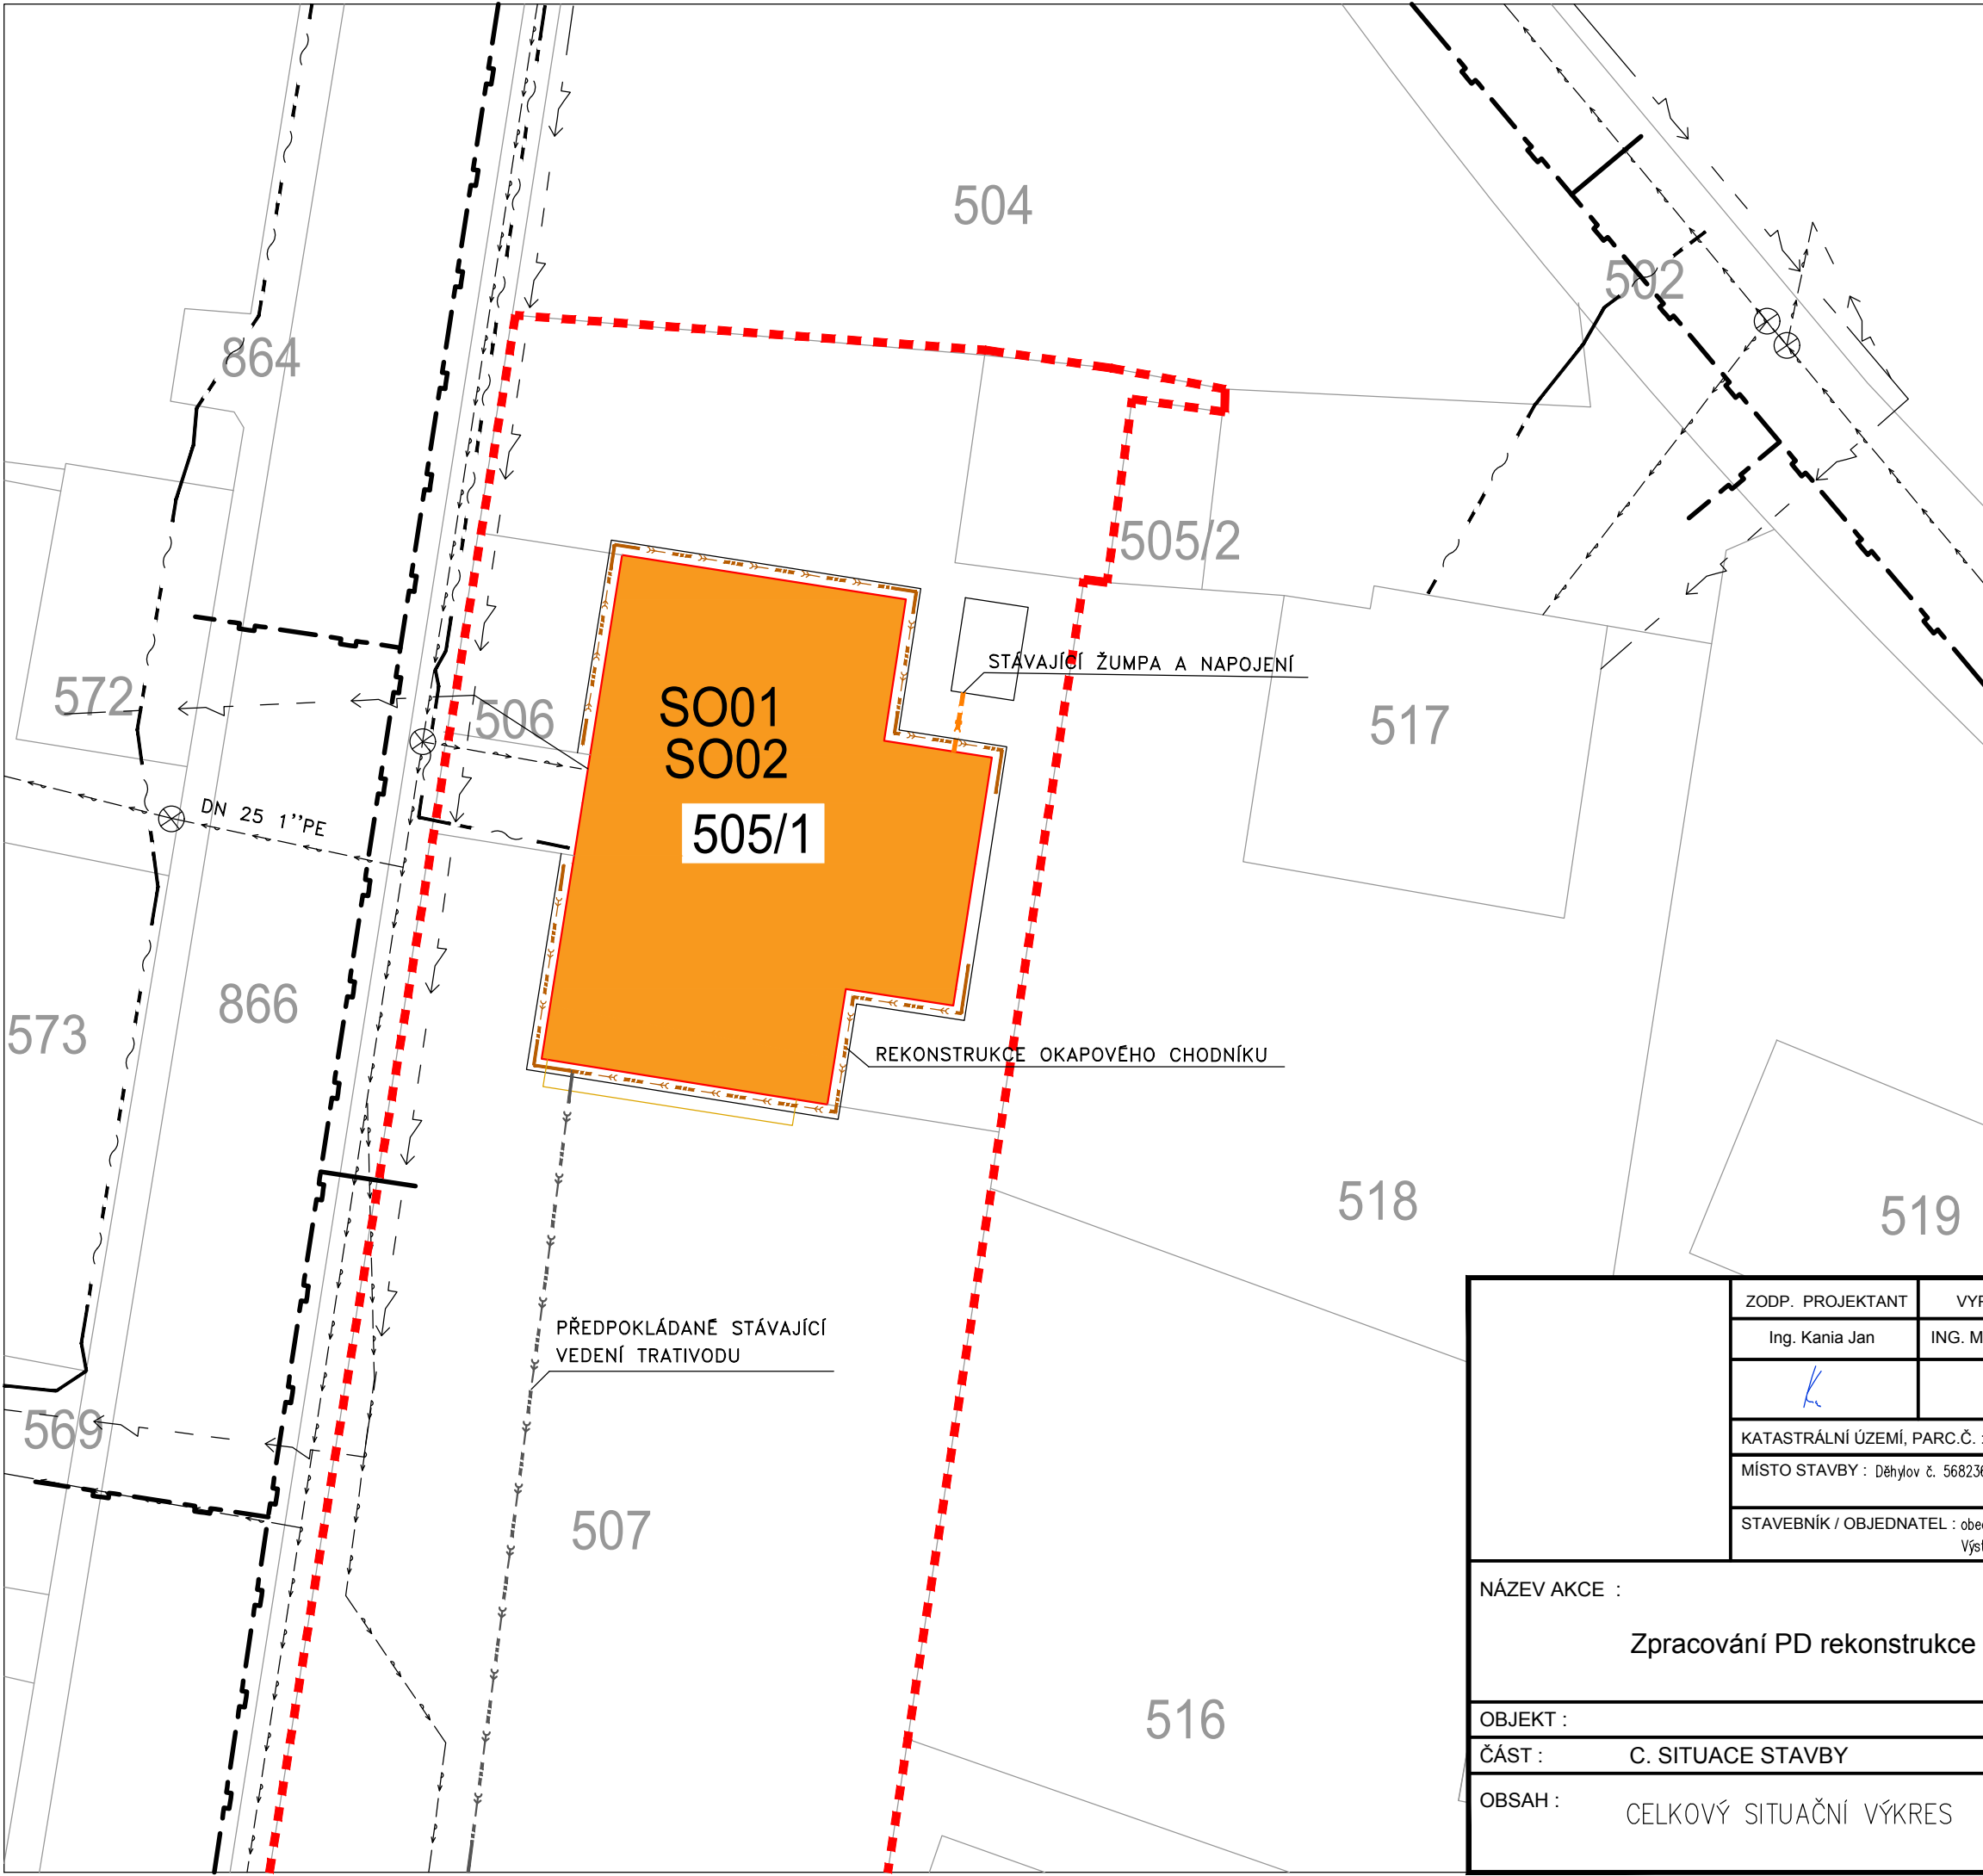 504
502
864
505/2
STÁVAJÍCÍ ŽUMPA A NAPOJENÍ
572
506
SO01
SO02
517
505/1
DN 25 1''PE
866
573
REKONSTRUKCE OKAPOVÉHO CHODNÍKU
518
519
PŘEDPOKLÁDANÉ STÁVAJÍCÍ
VEDENÍ TRATIVODU
569
507
516
ZODP. PROJEKTANT
Ing. Kania Jan
KATASTRÁLNÍ ÚZEMÍ, PARC.Č. :
MÍSTO STAVBY : Děhylov č. 568236
STAVEBNÍK / OBJEDNATEL :
NÁZEV AKCE :
Zpracování PD rekonstrukce
OBJEKT :
ČÁST : C. SITUACE STAVBY
OBSAH : CELKOVÝ SITUAČNÍ VÝKRES